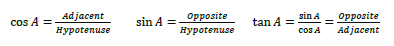 cos A = Adjacent/Hypotenuse sin A = Opposite/Hypotenuse tan A = sin A/cos A = Opposite/Adjacent